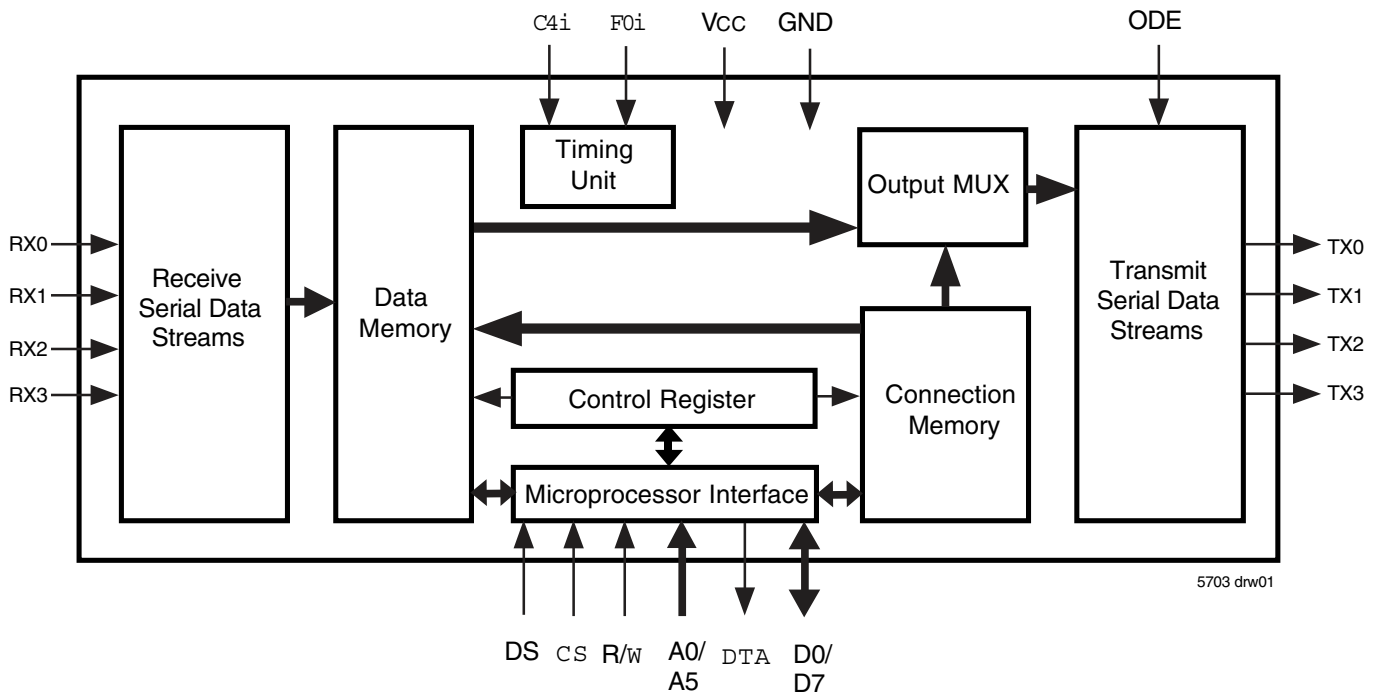 C4i F0i VCC GND ODE
Timing
Unit
Output MUX
RX0
RX1
RX2
RX3
Receive
Serial Data
Streams
Data
Memory
Transmit
Serial Data
Streams
TX0
TX1
TX2
TX3
Control Register
Connection
Memory
Microprocessor Interface
5703 drw01
DS CS R/W A0/ DTA D0/
A5 D7